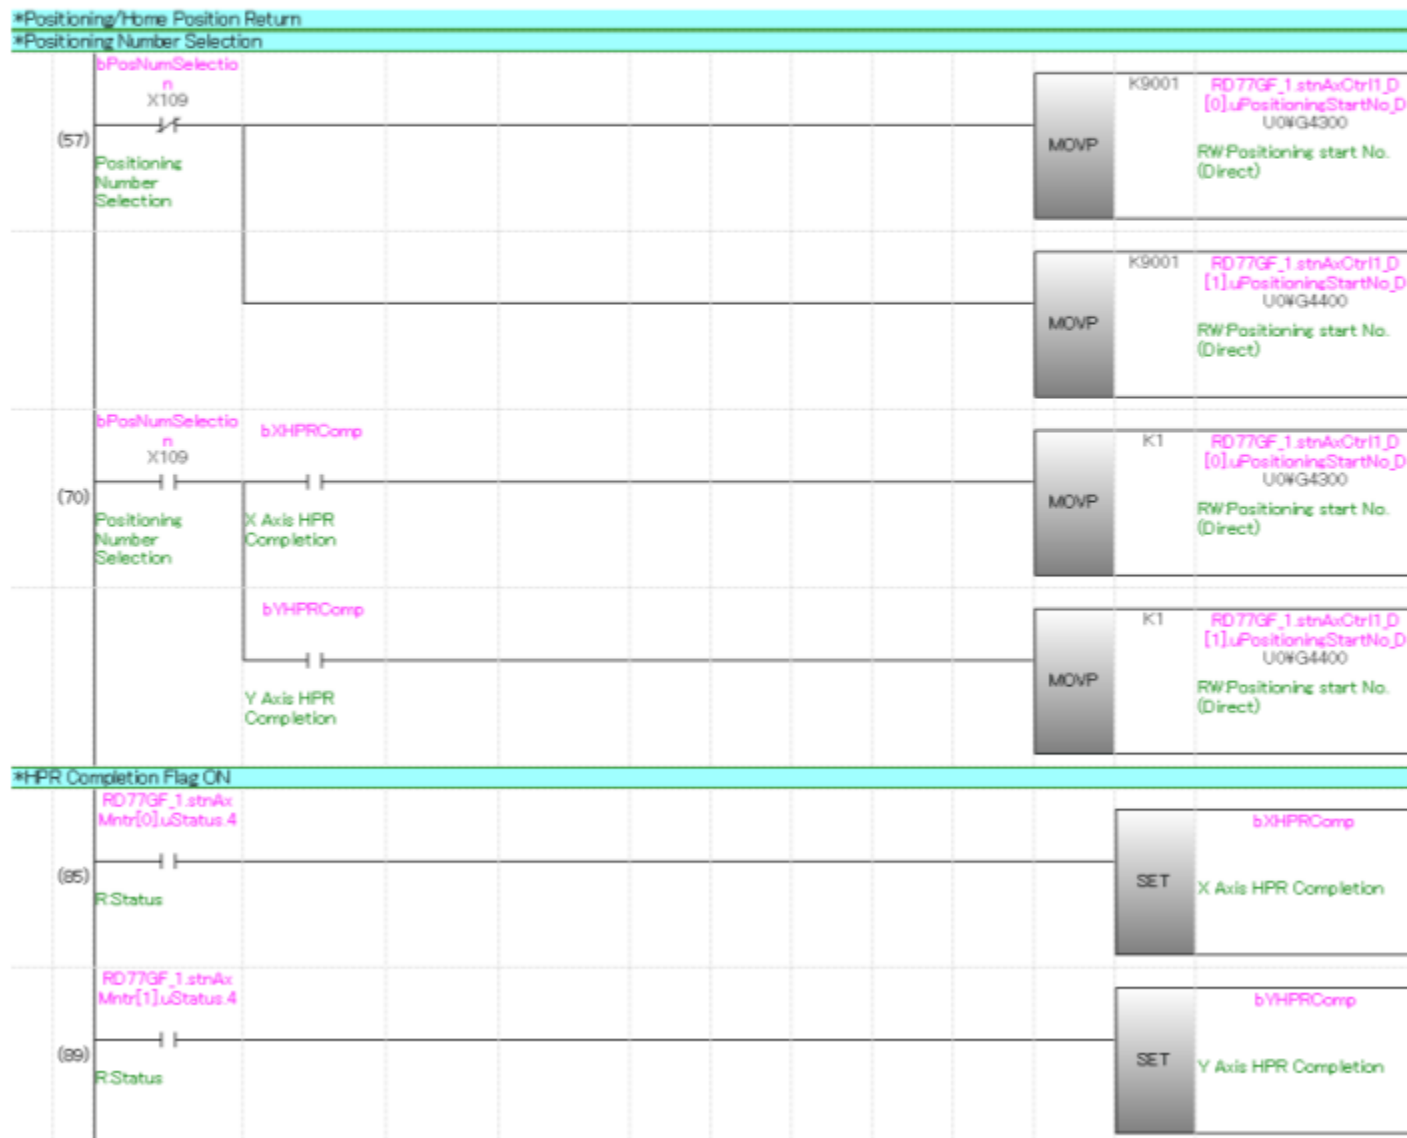 *Positioning/Home Position Return
*Positioning Number Selection
bPosNumSelectio
n
X109
(57)
Positioning
Number
Selection
MOVP
K9001
RD77GF_1.stnAxCtrl1_D
[0].uPositioningStartNo_D
U0¥G4300
RW:Positioning start No.
(Direct)
MOVP
K9001
RD77GF_1.stnAxCtrl1_D
[1].uPositioningStartNo_D
U0¥G4400
RW:Positioning start No.
(Direct)
bPosNumSelectio
n
X109
(70)
Positioning
Number
Selection
bXHPRComp
X Axis HPR
Completion
MOVP
K1
RD77GF_1.stnAxCtrl1_D
[0].uPositioningStartNo_D
U0¥G4300
RW:Positioning start No.
(Direct)
bYHPRComp
Y Axis HPR
Completion
MOVP
K1
RD77GF_1.stnAxCtrl1_D
[1].uPositioningStartNo_D
U0¥G4400
RW:Positioning start No.
(Direct)
*HPR Completion Flag ON
RD77GF_1.stnAx
Mntr[0].uStatus.4
(85)
R:Status
SET
bXHPRComp
X Axis HPR Completion
RD77GF_1.stnAx
Mntr[1].uStatus.4
(89)
R:Status
SET
bYHPRComp
Y Axis HPR Completion